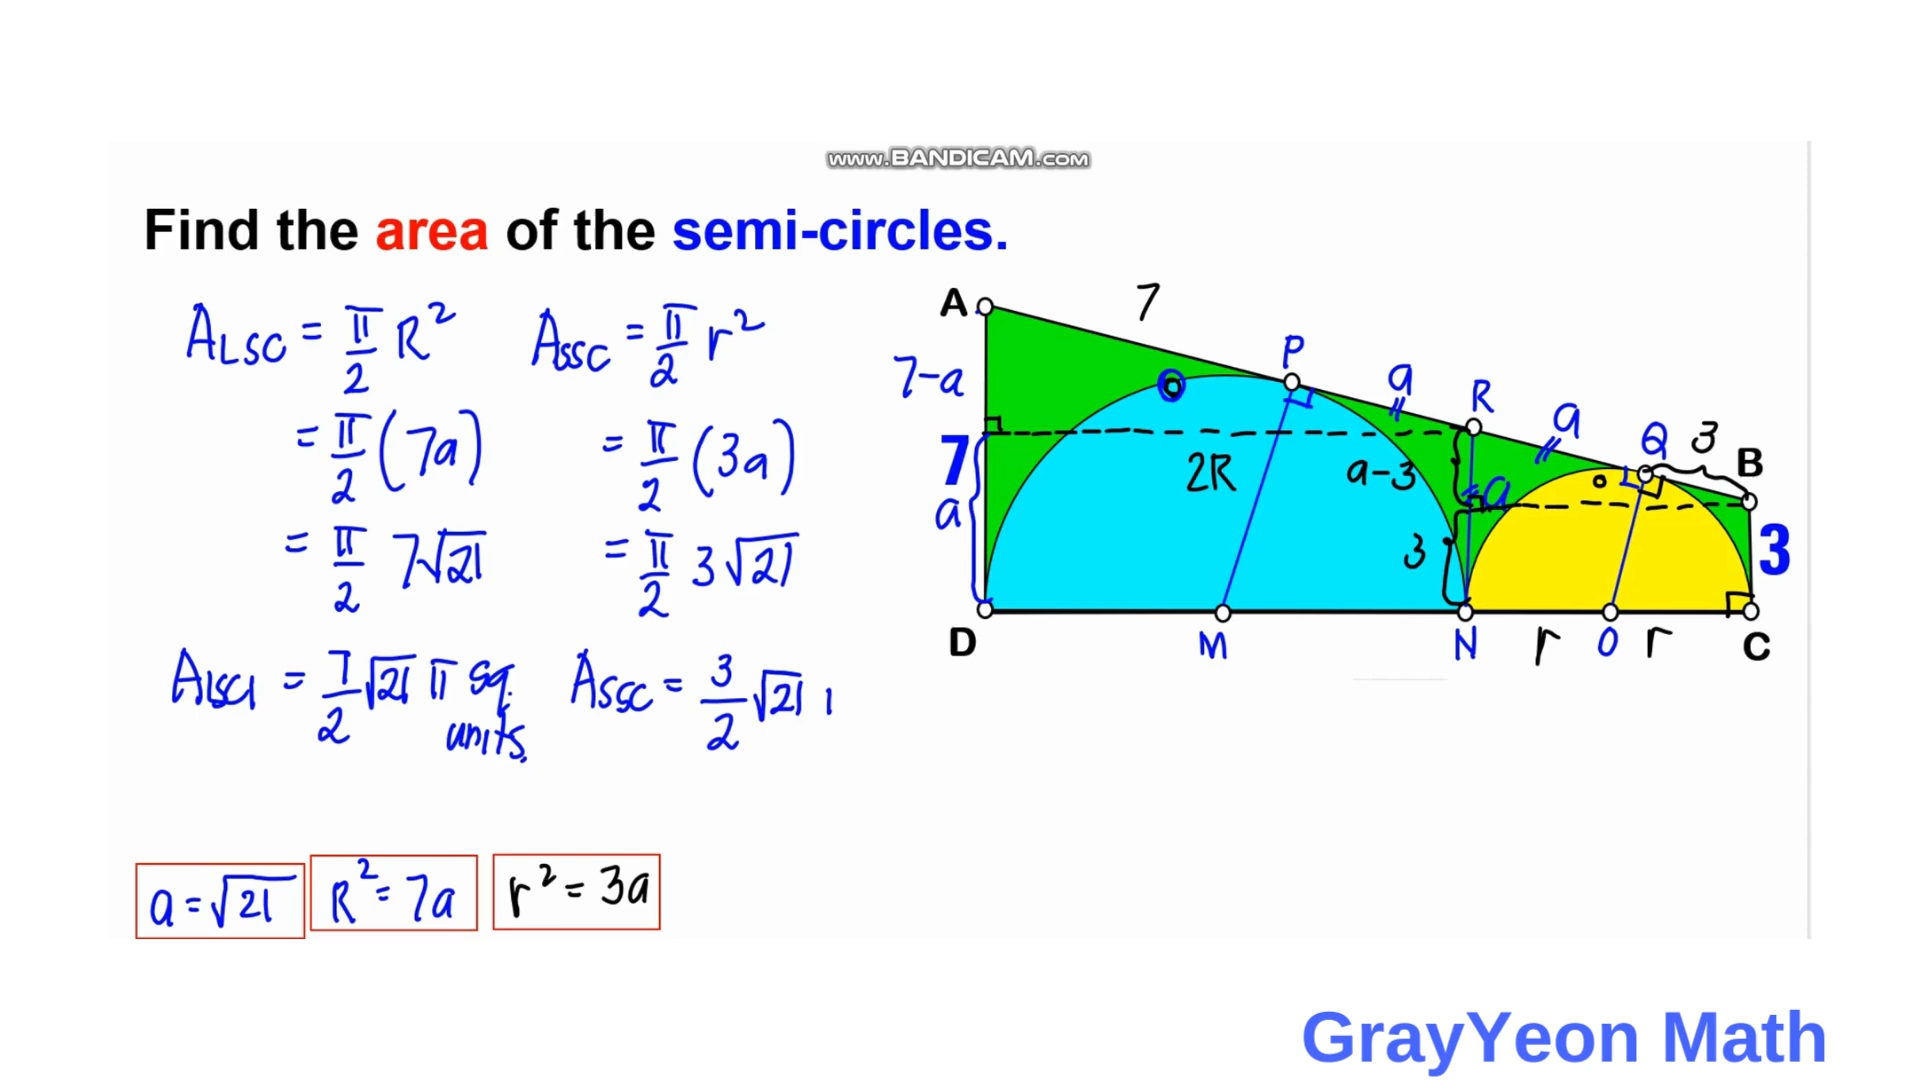 www.BANDICAM.com
Find the area of the semi-circles.
A_LSC = π/2 R²
= π/2 (7a)
= π/2 7√21
A_LSC = 7/2 √21 π sq. units.
A_SSC = π/2 r²
= π/2 (3a)
= π/2 3√21
A_SSC = 3/2 √21
a = √21
R² = 7a
r² = 3a
A
7
P
7-a
a
R
a
Q
3
B
7
2R
a-3
a
a
3
3
D
M
N
r
O
r
C
GrayYeon Math